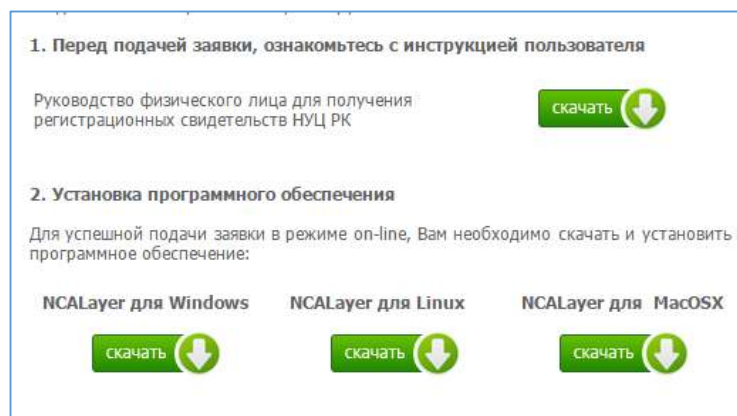 1. Перед подачей заявки, ознакомьтесь с инструкцией пользователя
Руководство физического лица для получения
регистрационных свидетельств НУЦ РК
скачать
2. Установка программного обеспечения
Для успешной подачи заявки в режиме on-line, Вам необходимо скачать и установить
программное обеспечение:
NCALayer для Windows NCALayer для Linux NCALayer для MacOSX
скачать скачать скачать